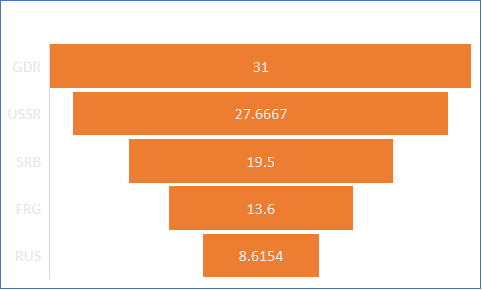 GDR 31
USSR 27.6667
SRB 19.5
FRG 13.6
RUS 8.6154